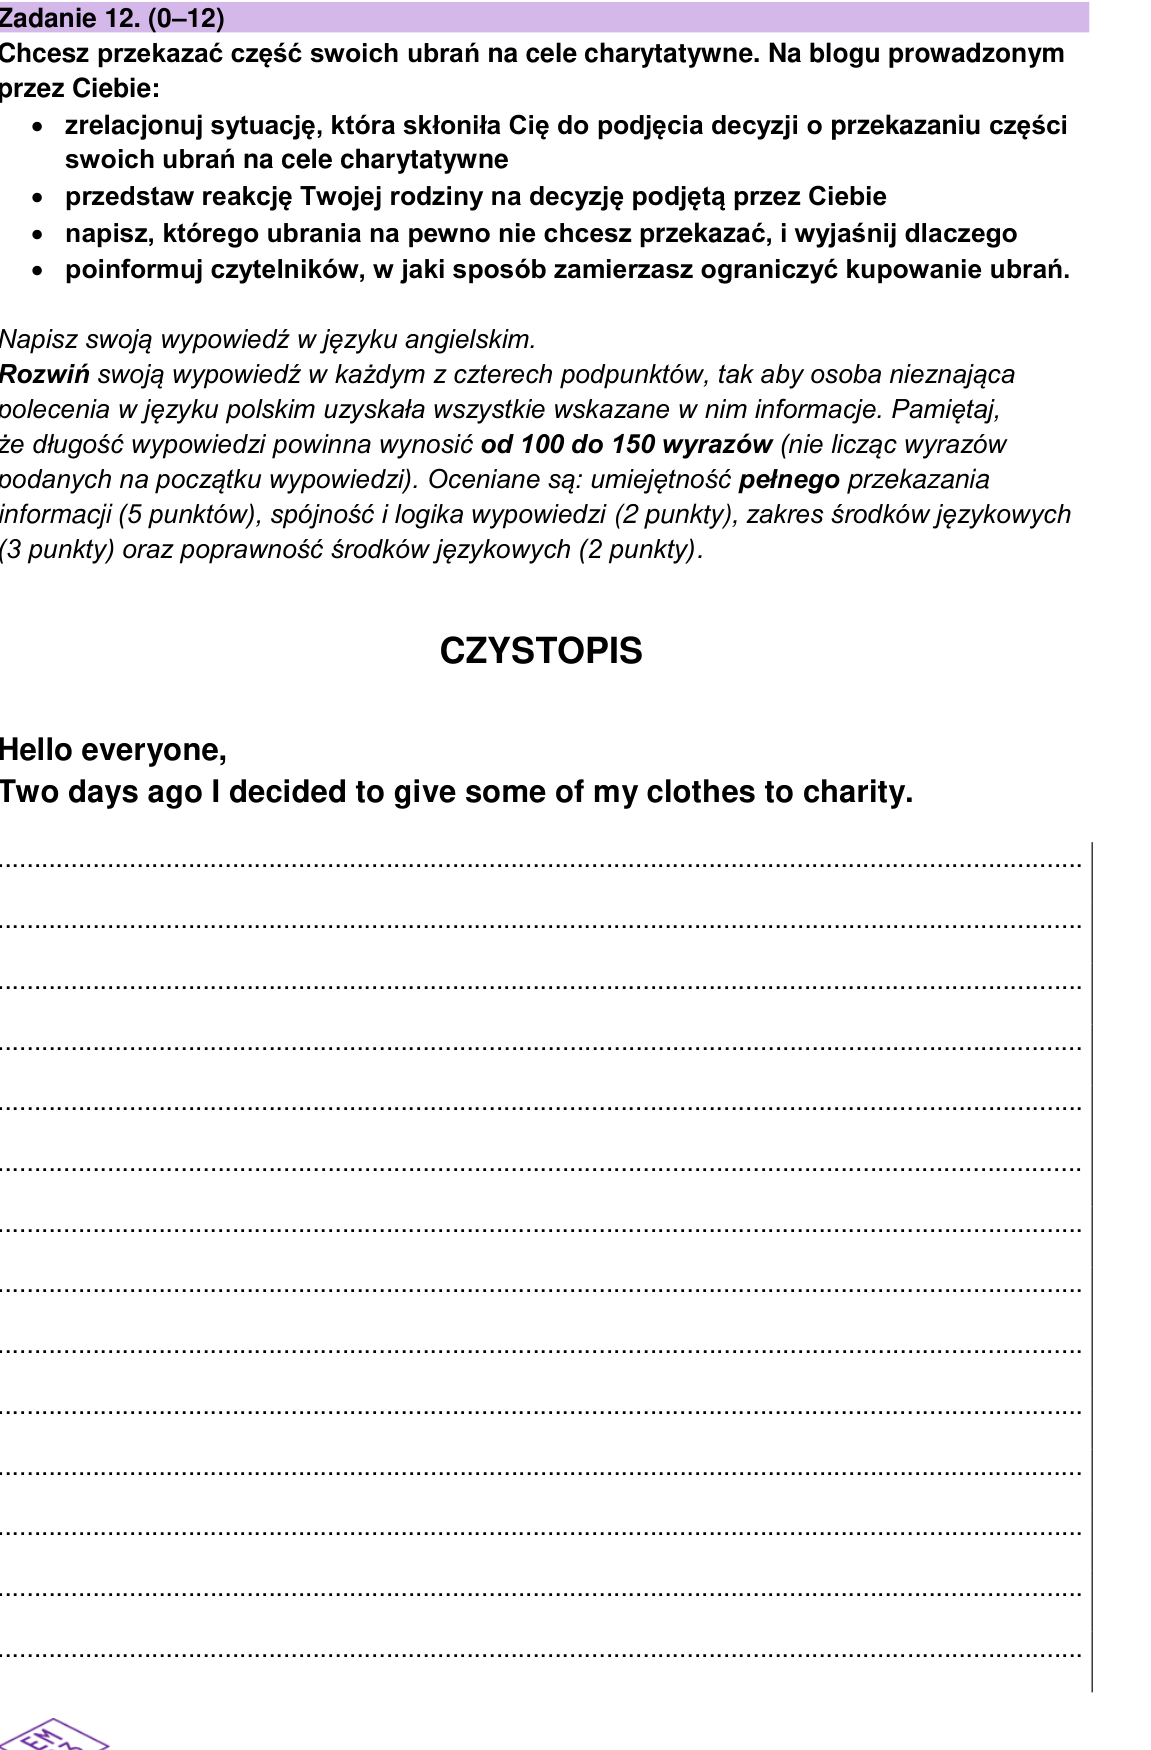 Zadanie 12. (0–12)
Chcesz przekazać część swoich ubrań na cele charytatywne. Na blogu prowadzonym
przez Ciebie:
• zrelacjonuj sytuację, która skłoniła Cię do podjęcia decyzji o przekazaniu części
swoich ubrań na cele charytatywne
• przedstaw reakcję Twojej rodziny na decyzję podjętą przez Ciebie
• napisz, którego ubrania na pewno nie chcesz przekazać, i wyjaśnij dlaczego
• poinformuj czytelników, w jaki sposób zamierzasz ograniczyć kupowanie ubrań.
Napisz swoją wypowiedź w języku angielskim.
Rozwiń swoją wypowiedź w każdym z czterech podpunktów, tak aby osoba nieznająca
polecenia w języku polskim uzyskała wszystkie wskazane w nim informacje. Pamiętaj,
że długość wypowiedzi powinna wynosić od 100 do 150 wyrazów (nie licząc wyrazów
podanych na początku wypowiedzi). Oceniane są: umiejętność pełnego przekazania
informacji (5 punktów), spójność i logika wypowiedzi (2 punkty), zakres środków językowych
(3 punkty) oraz poprawność środków językowych (2 punkty).
CZYSTOPIS
Hello everyone,
Two days ago I decided to give some of my clothes to charity.